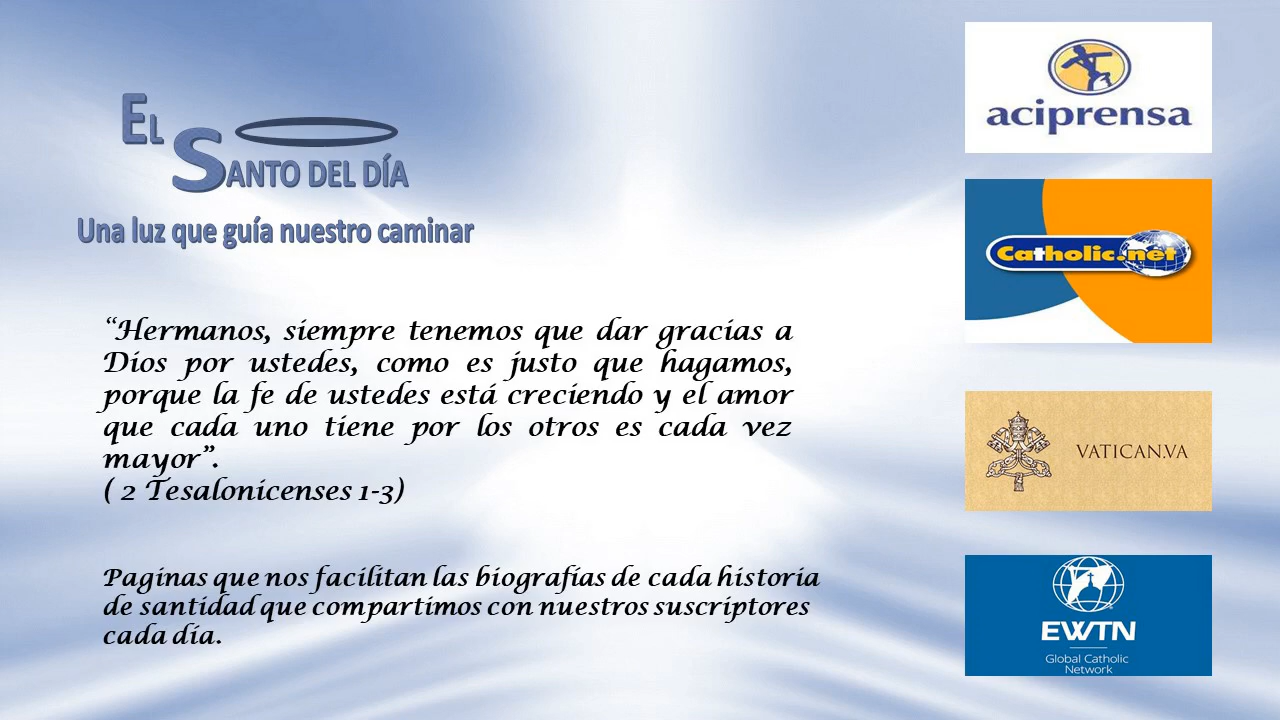 EL
SANTO DEL DÍA
Una luz que guía nuestro caminar
“Hermanos, siempre tenemos que dar gracias a
Dios por ustedes, como es justo que hagamos,
porque la fe de ustedes está creciendo y el amor
que cada uno tiene por los otros es cada vez
mayor”.
( 2 Tesalonicenses 1-3)
Paginas que nos facilitan las biografías de cada historia
de santidad que compartimos con nuestros suscriptores
cada día.
aciprensa
Catholic.net
VATICAN.VA
EWTN
Global Catholic
Network